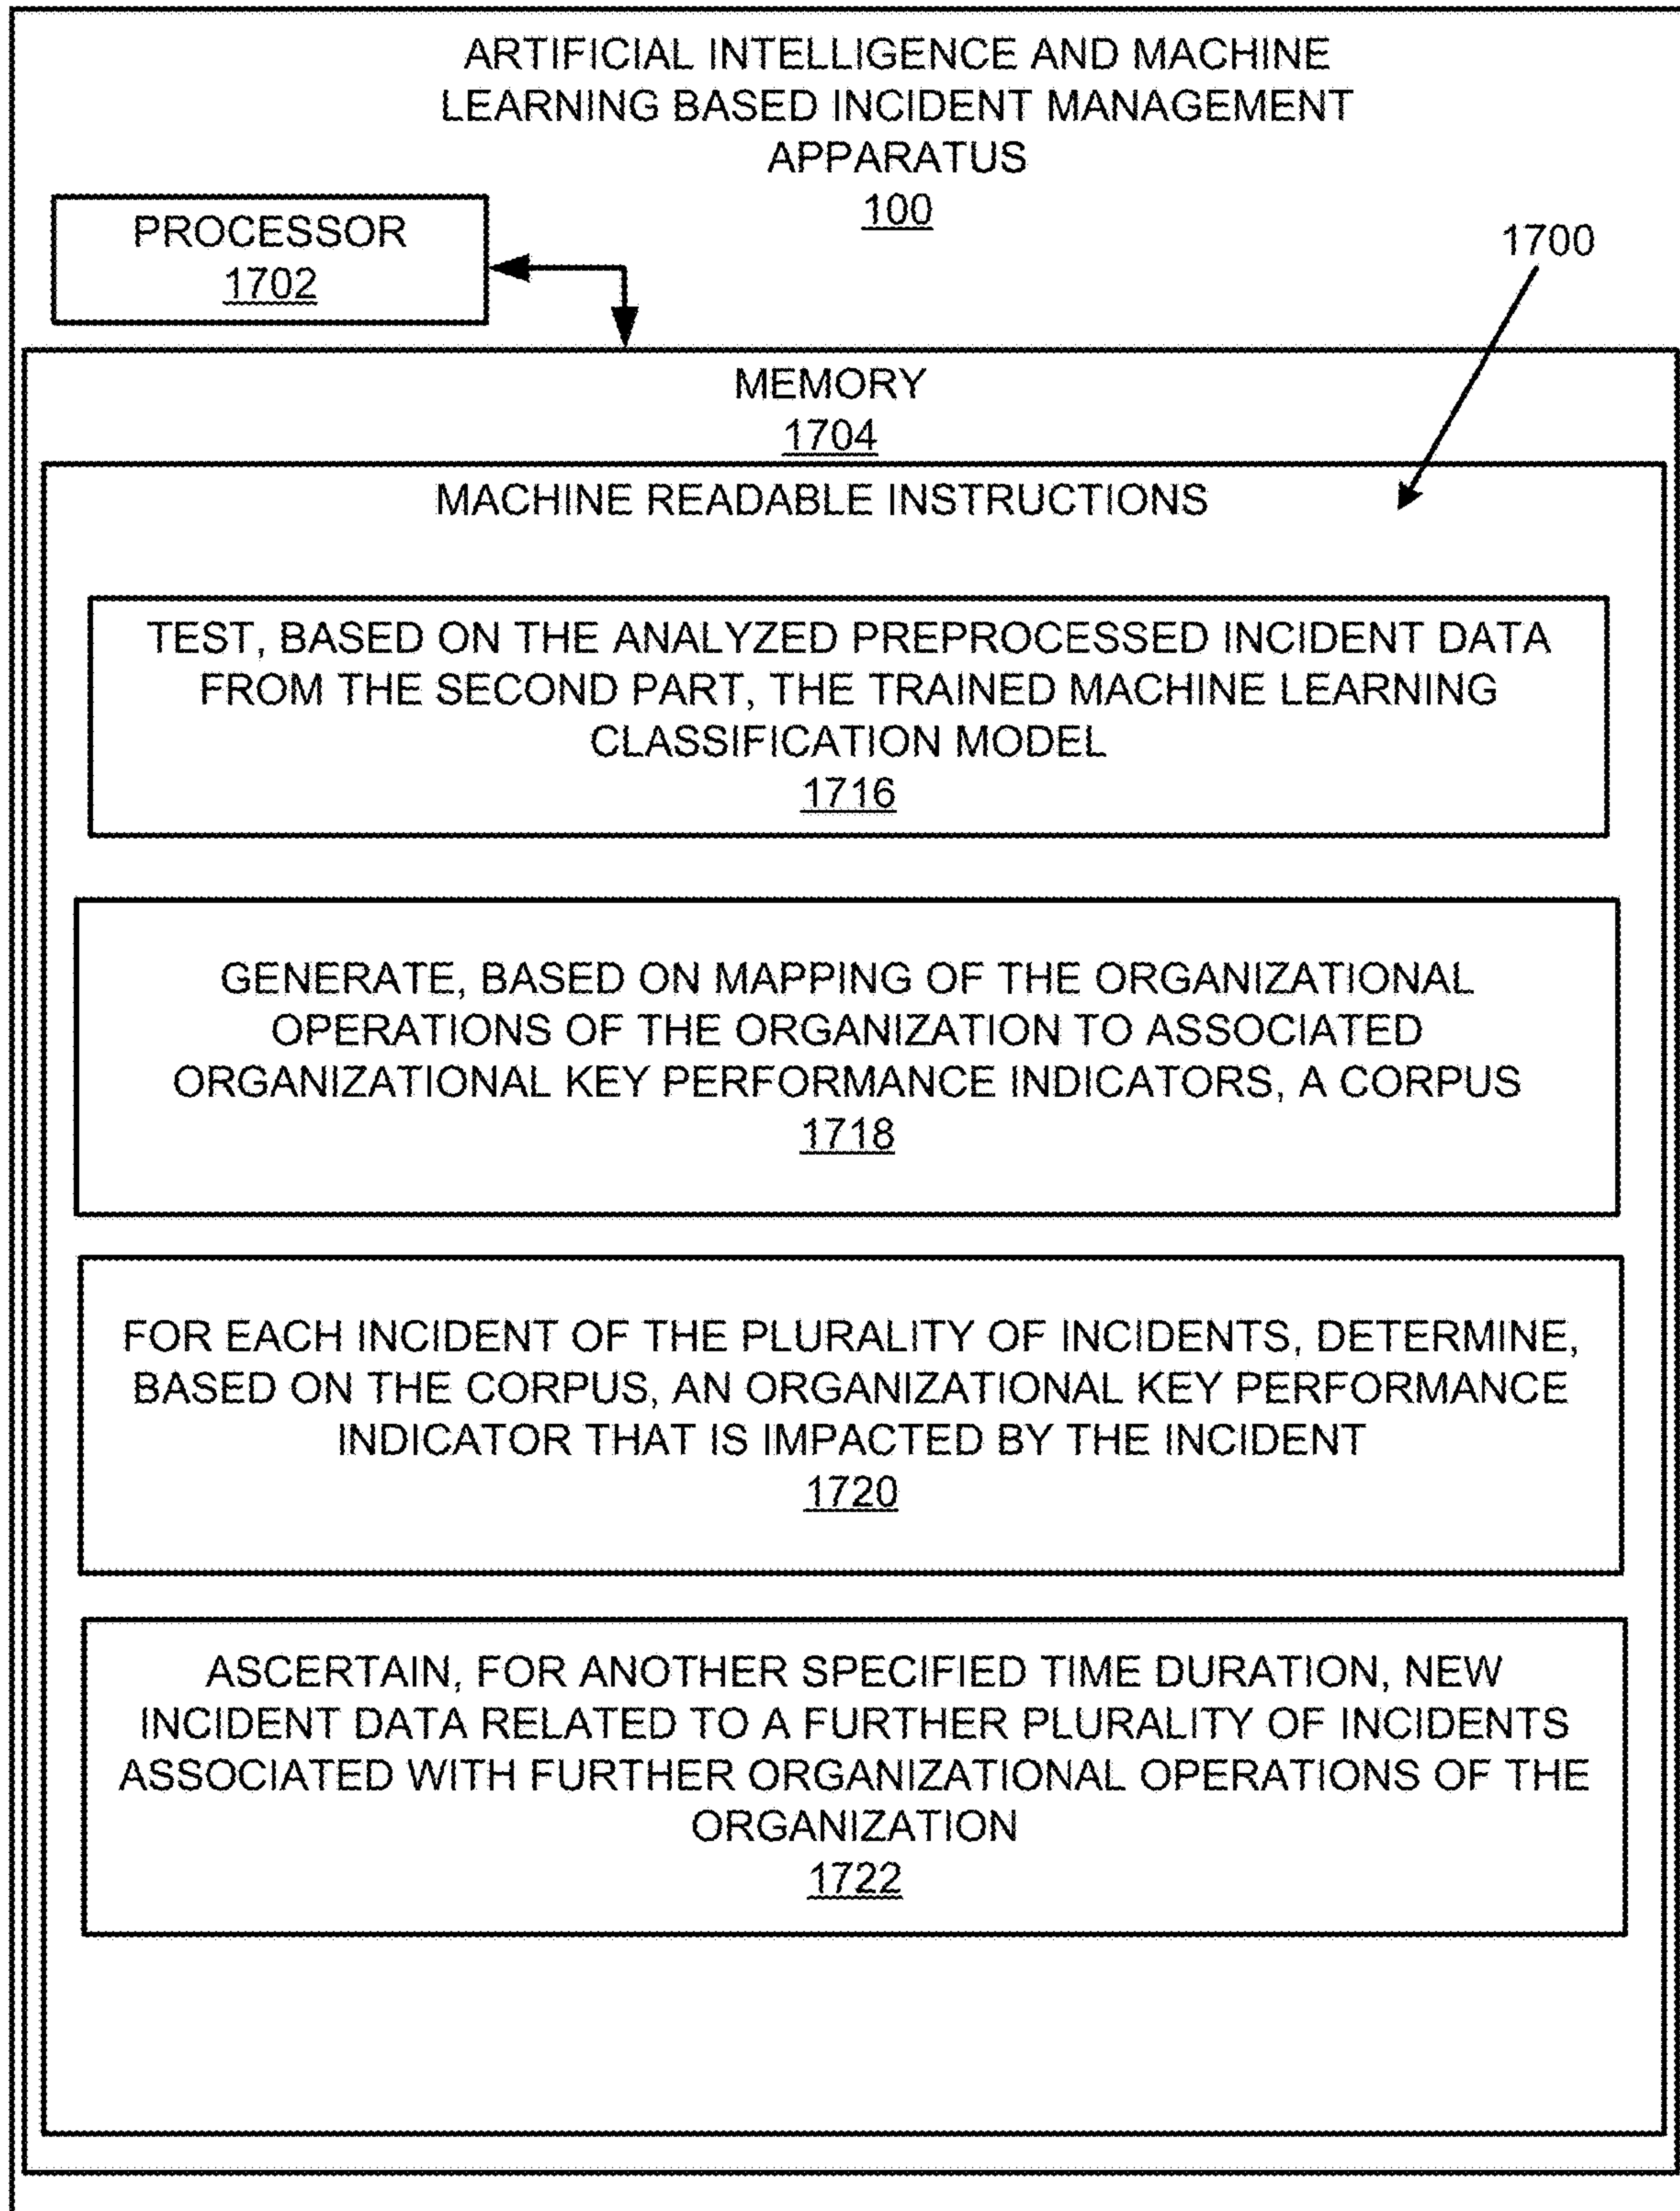 ARTIFICIAL INTELLIGENCE AND MACHINE
LEARNING BASED INCIDENT MANAGEMENT
APPARATUS
100
PROCESSOR
1702
1700
MEMORY
1704
MACHINE READABLE INSTRUCTIONS
TEST, BASED ON THE ANALYZED PREPROCESSED INCIDENT DATA
FROM THE SECOND PART, THE TRAINED MACHINE LEARNING
CLASSIFICATION MODEL
1716
GENERATE, BASED ON MAPPING OF THE ORGANIZATIONAL
OPERATIONS OF THE ORGANIZATION TO ASSOCIATED
ORGANIZATIONAL KEY PERFORMANCE INDICATORS, A CORPUS
1718
FOR EACH INCIDENT OF THE PLURALITY OF INCIDENTS, DETERMINE,
BASED ON THE CORPUS, AN ORGANIZATIONAL KEY PERFORMANCE
INDICATOR THAT IS IMPACTED BY THE INCIDENT
1720
ASCERTAIN, FOR ANOTHER SPECIFIED TIME DURATION, NEW
INCIDENT DATA RELATED TO A FURTHER PLURALITY OF INCIDENTS
ASSOCIATED WITH FURTHER ORGANIZATIONAL OPERATIONS OF THE
ORGANIZATION
1722